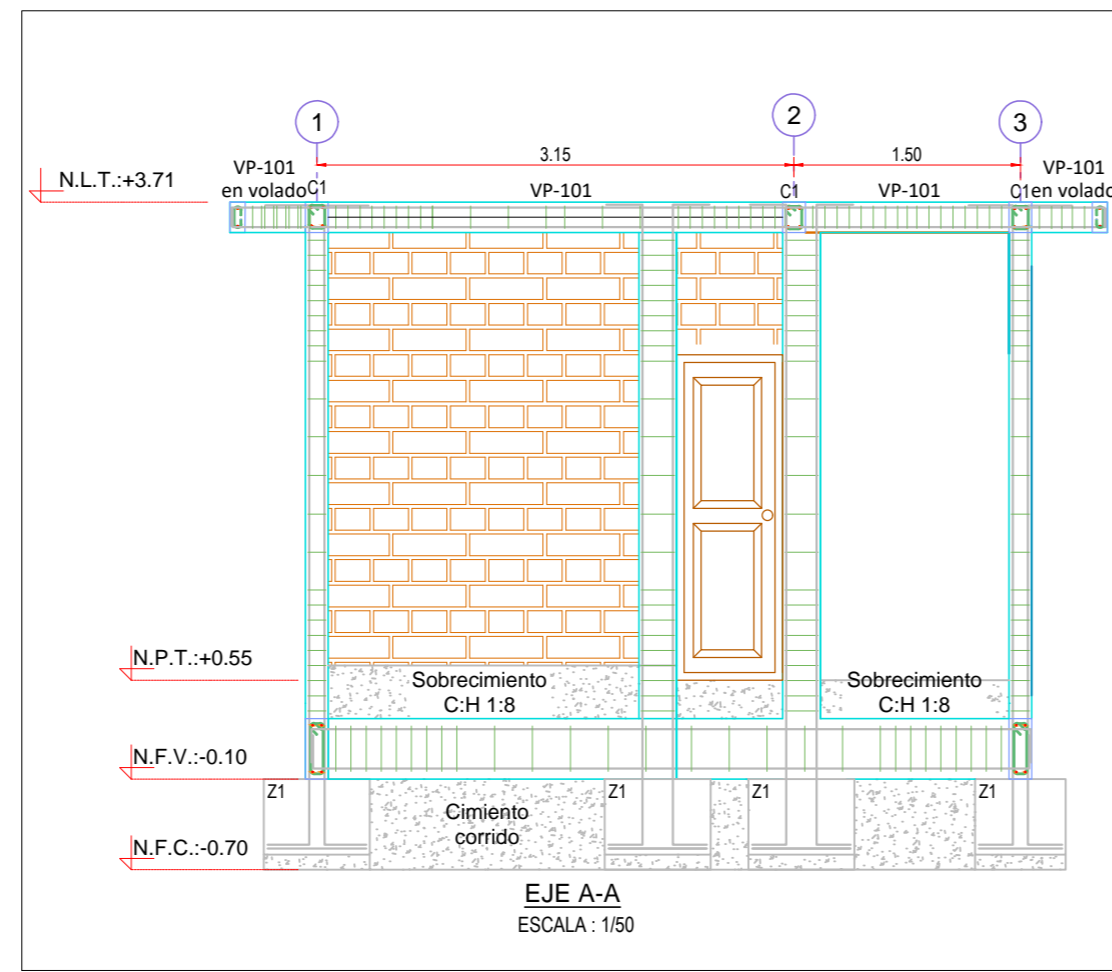 1
2
3
3.15
1.50
N.L.T.:+3.71
VP-101
en volado
C1
VP-101
C1
VP-101
C1
VP-101
en volado
N.P.T.:+0.55
Sobrecimiento
C:H 1:8
Sobrecimiento
C:H 1:8
N.F.V.:-0.10
Z1
Z1
Z1
Z1
Cimiento
corrido
N.F.C.:-0.70
EJE A-A
ESCALA : 1/50